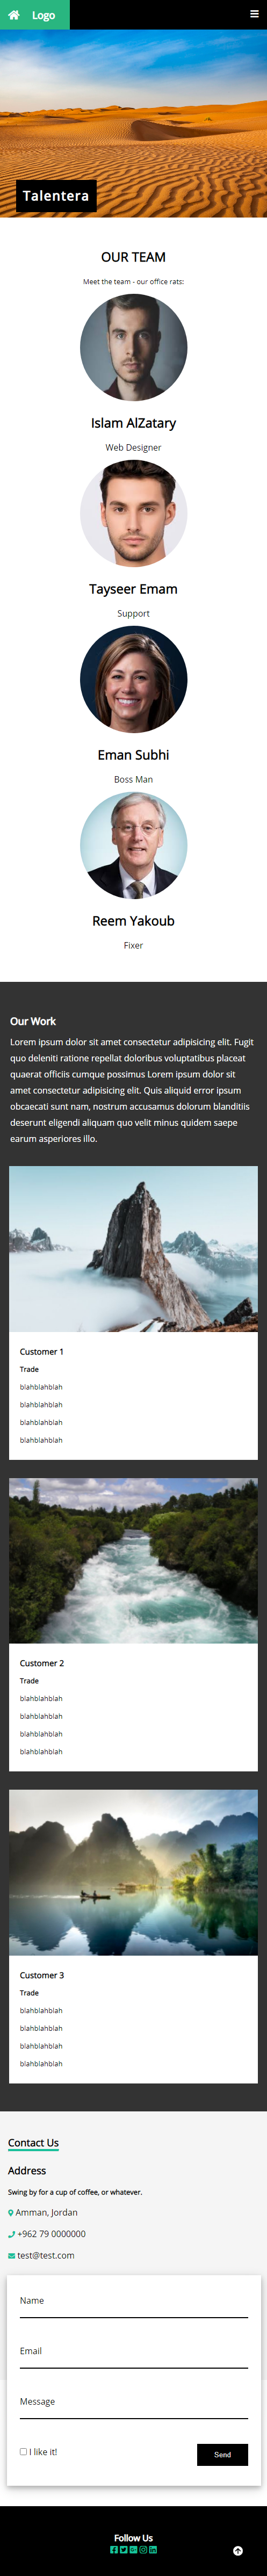 Logo
Talentera
OUR TEAM
Meet the team - our office rats:
Islam AlZatary
Web Designer
Tayseer Emam
Support
Eman Subhi
Boss Man
Reem Yakoub
Fixer
Our Work
Lorem ipsum dolor sit amet consectetur adipisicing elit. Fugit
quo deleniti ratione repellat doloribus voluptatibus placeat
quaerat officiis cumque possimus Lorem ipsum dolor sit
amet consectetur adipisicing elit. Quis aliquid error ipsum
obcaecati sunt nam, nostrum accusamus dolorum blanditiis
deserunt eligendi aliquam quo velit minus quidem saepe
earum asperiores illo.
Customer 1
Trade
blahblahblah
blahblahblah
blahblahblah
blahblahblah
Customer 2
Trade
blahblahblah
blahblahblah
blahblahblah
blahblahblah
Customer 3
Trade
blahblahblah
blahblahblah
blahblahblah
blahblahblah
Contact Us
Address
Swing by for a cup of coffee, or whatever.
Amman, Jordan
+962 79 0000000
test@test.com
Name
Email
Message
I like it!
Send
Follow Us